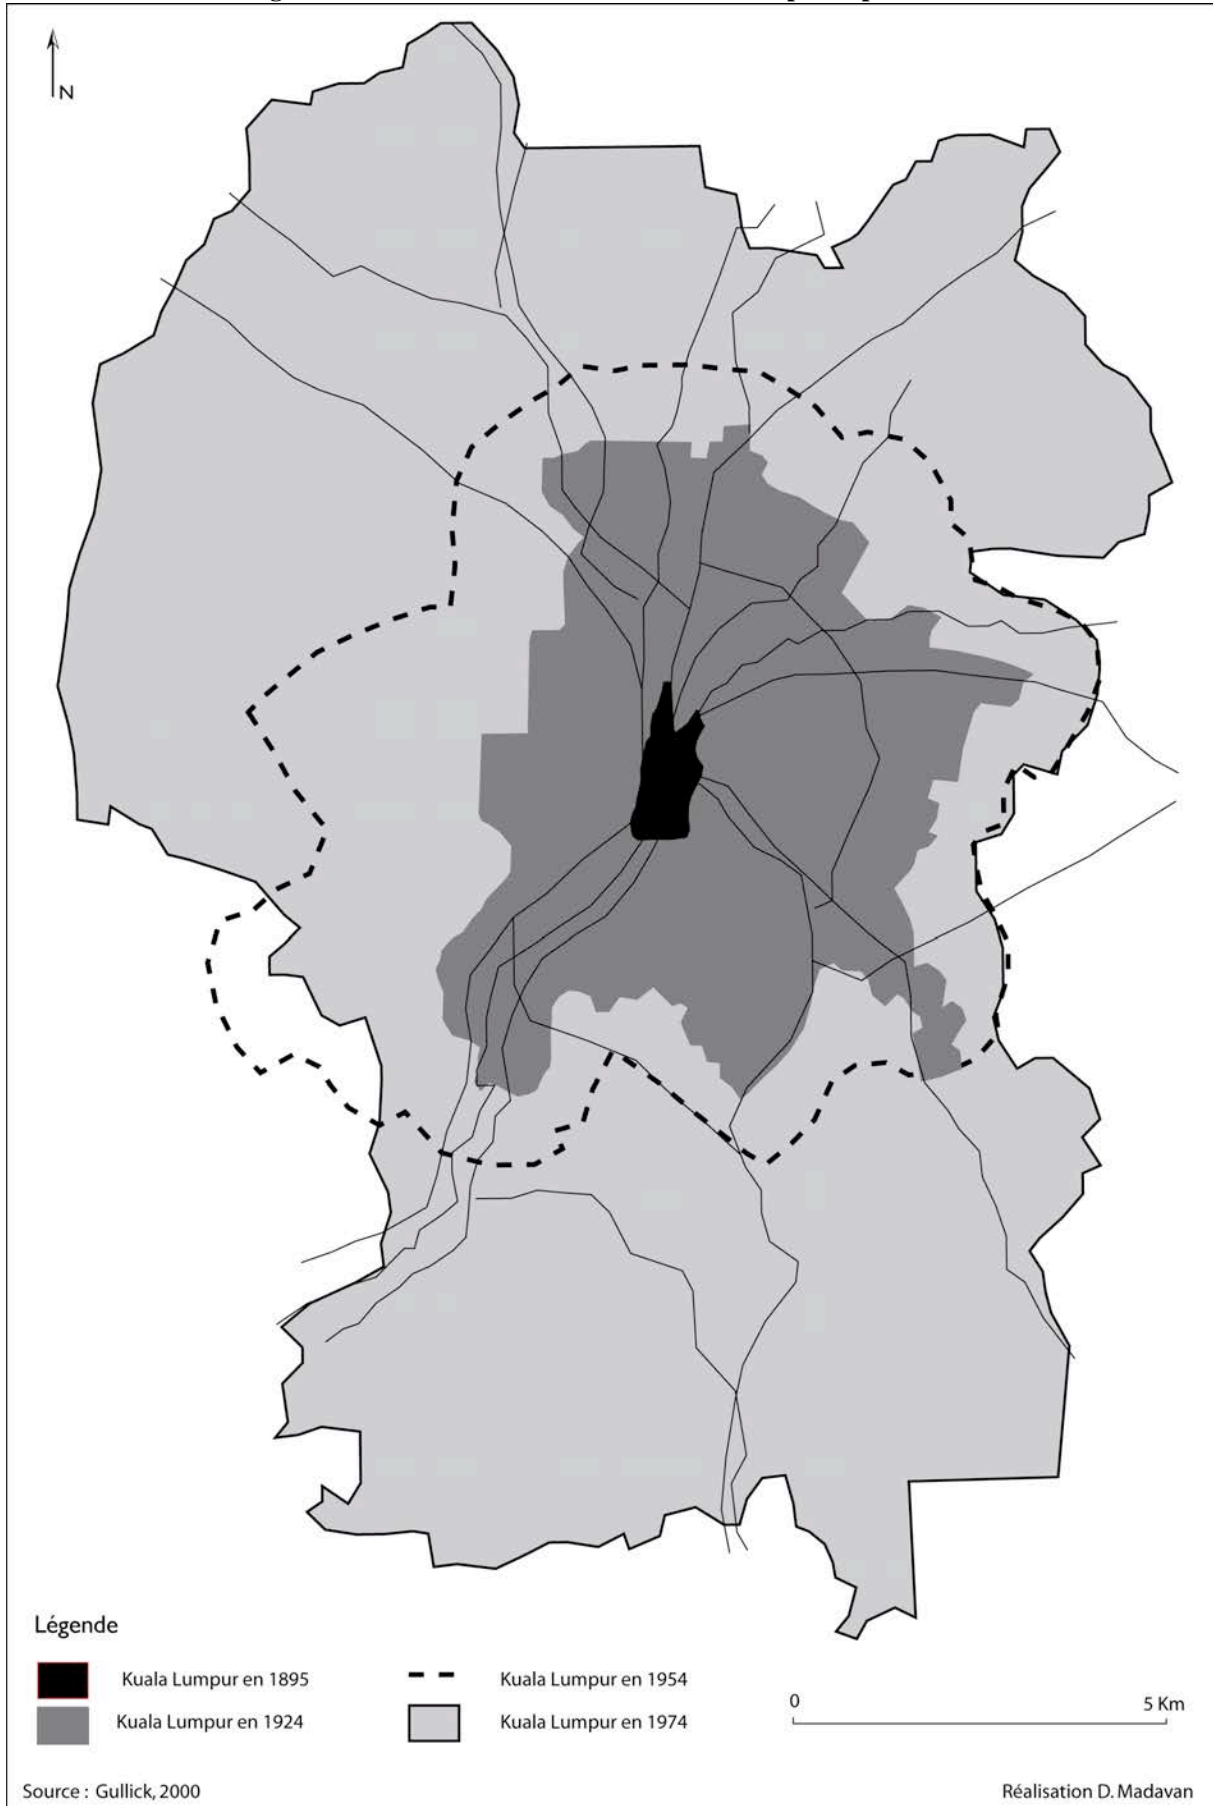 N
Légende
Kuala Lumpur en 1895
Kuala Lumpur en 1924
Kuala Lumpur en 1954
Kuala Lumpur en 1974
0 5 Km
Source : Gullick, 2000
Réalisation D. Madavan